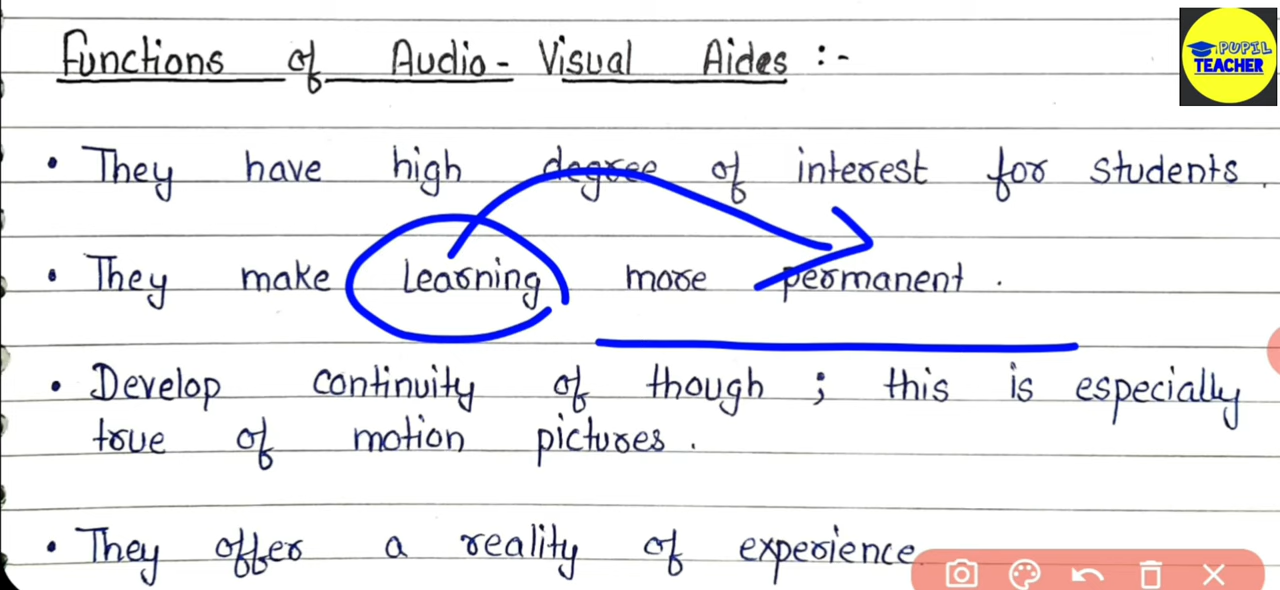 Functions of Audio-Visual Aides :-
PUPIL
TEACHER
• They have high degree of interest for students.
• They make Learning more permanent.
• Develop continuity of though ; this is especially
true of motion pictures.
• They offer a reality of experience.